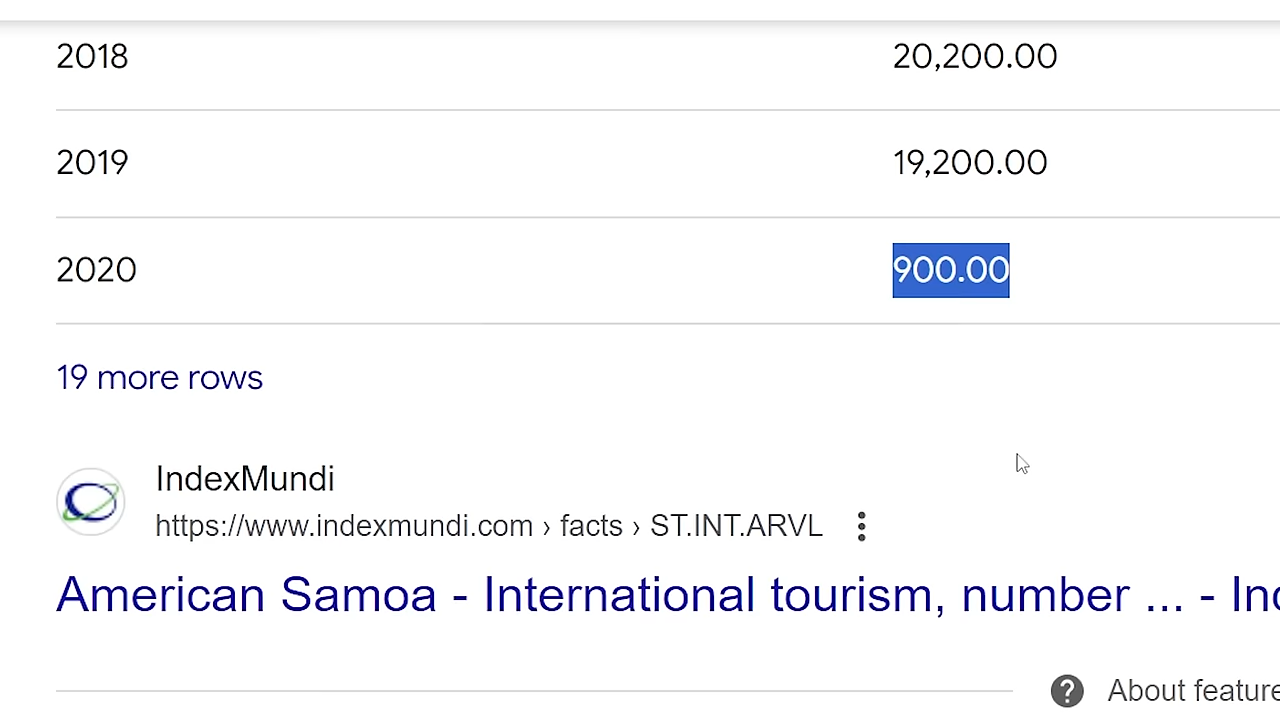 2018 20,200.00
2019 19,200.00
2020 900.00
19 more rows
IndexMundi
https://www.indexmundi.com › facts › ST.INT.ARVL
American Samoa - International tourism, number ... - Ind
? About feature